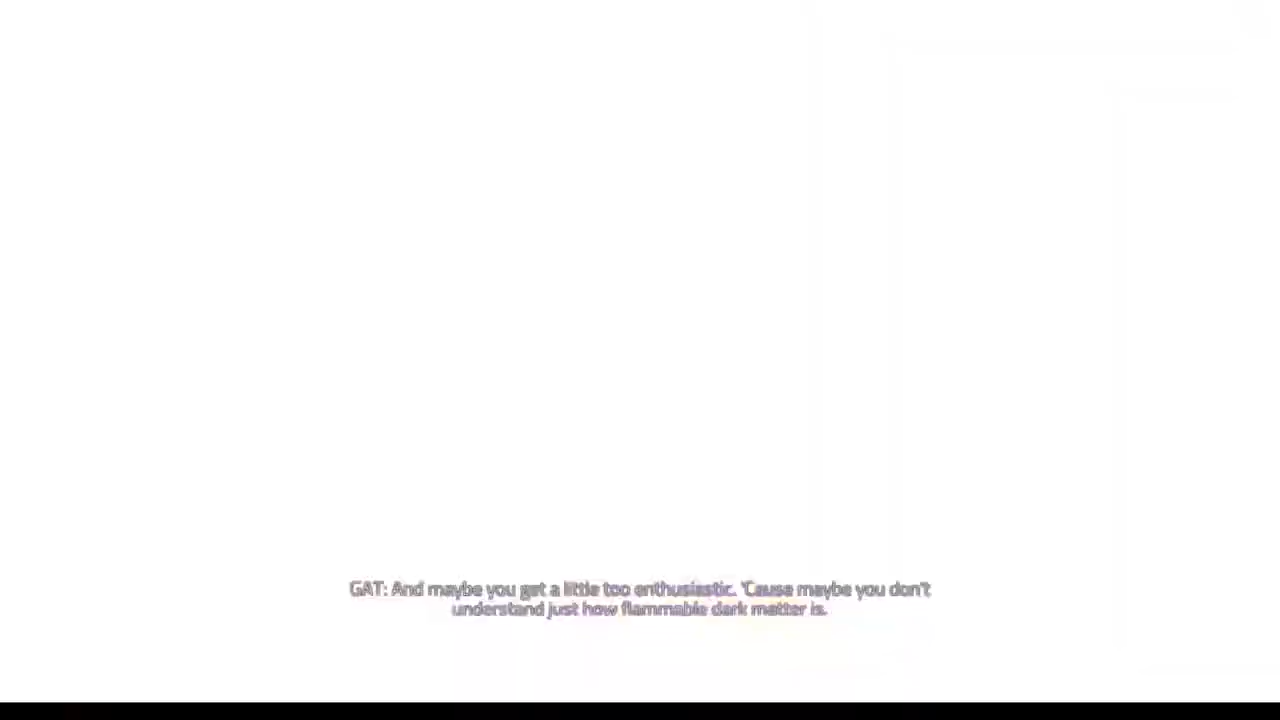 GAT: And maybe you get a little too enthusiastic. 'Cause maybe you don't
understand just how flammable dark matter is.